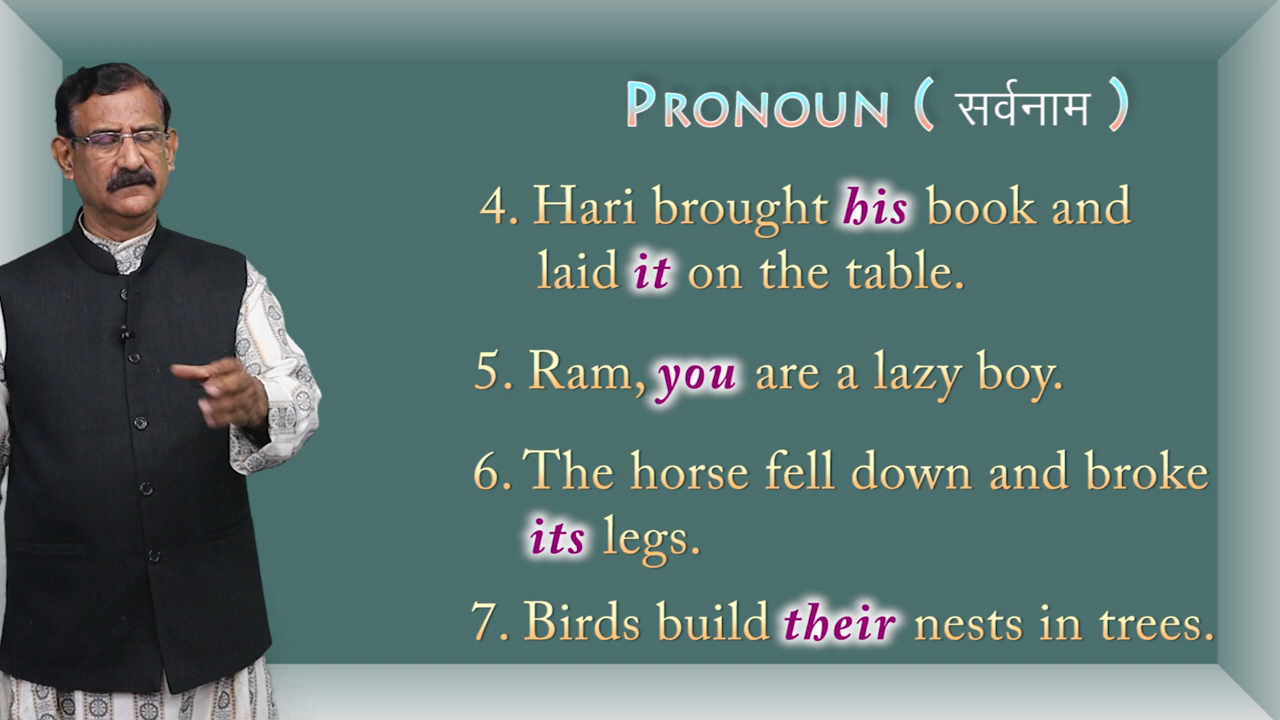 PRONOUN ( सर्वनाम )
4. Hari brought his book and
laid it on the table.
5. Ram, you are a lazy boy.
6. The horse fell down and broke
its legs.
7. Birds build their nests in trees.